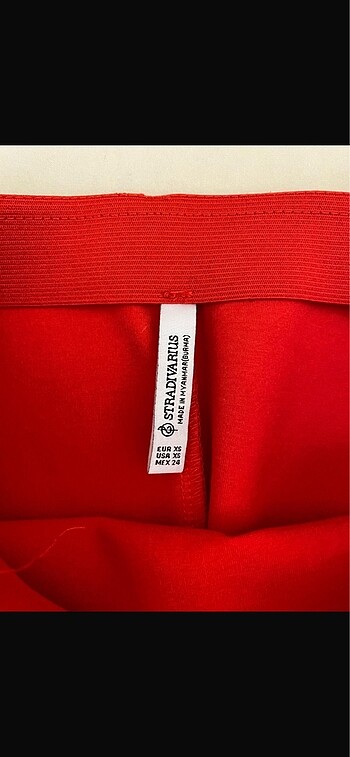 STRADIVARIUS
MADE IN MYANMAR(BURMA)
EUR XS
USA XS
MEX 24